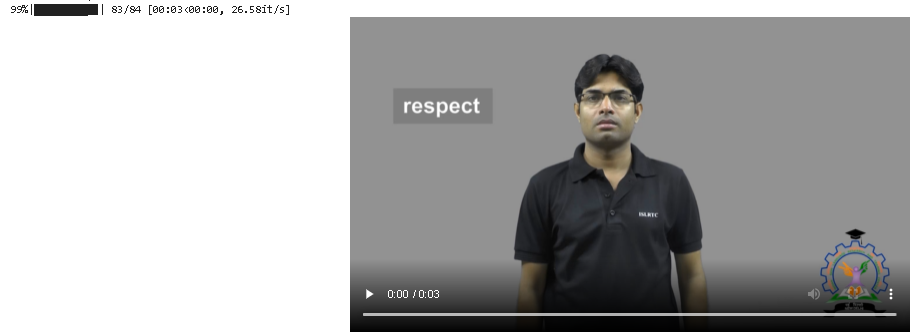 99%|██████████| 83/84 [00:03<00:00, 26.58it/s]
respect
ISLRTC
0:00 / 0:03